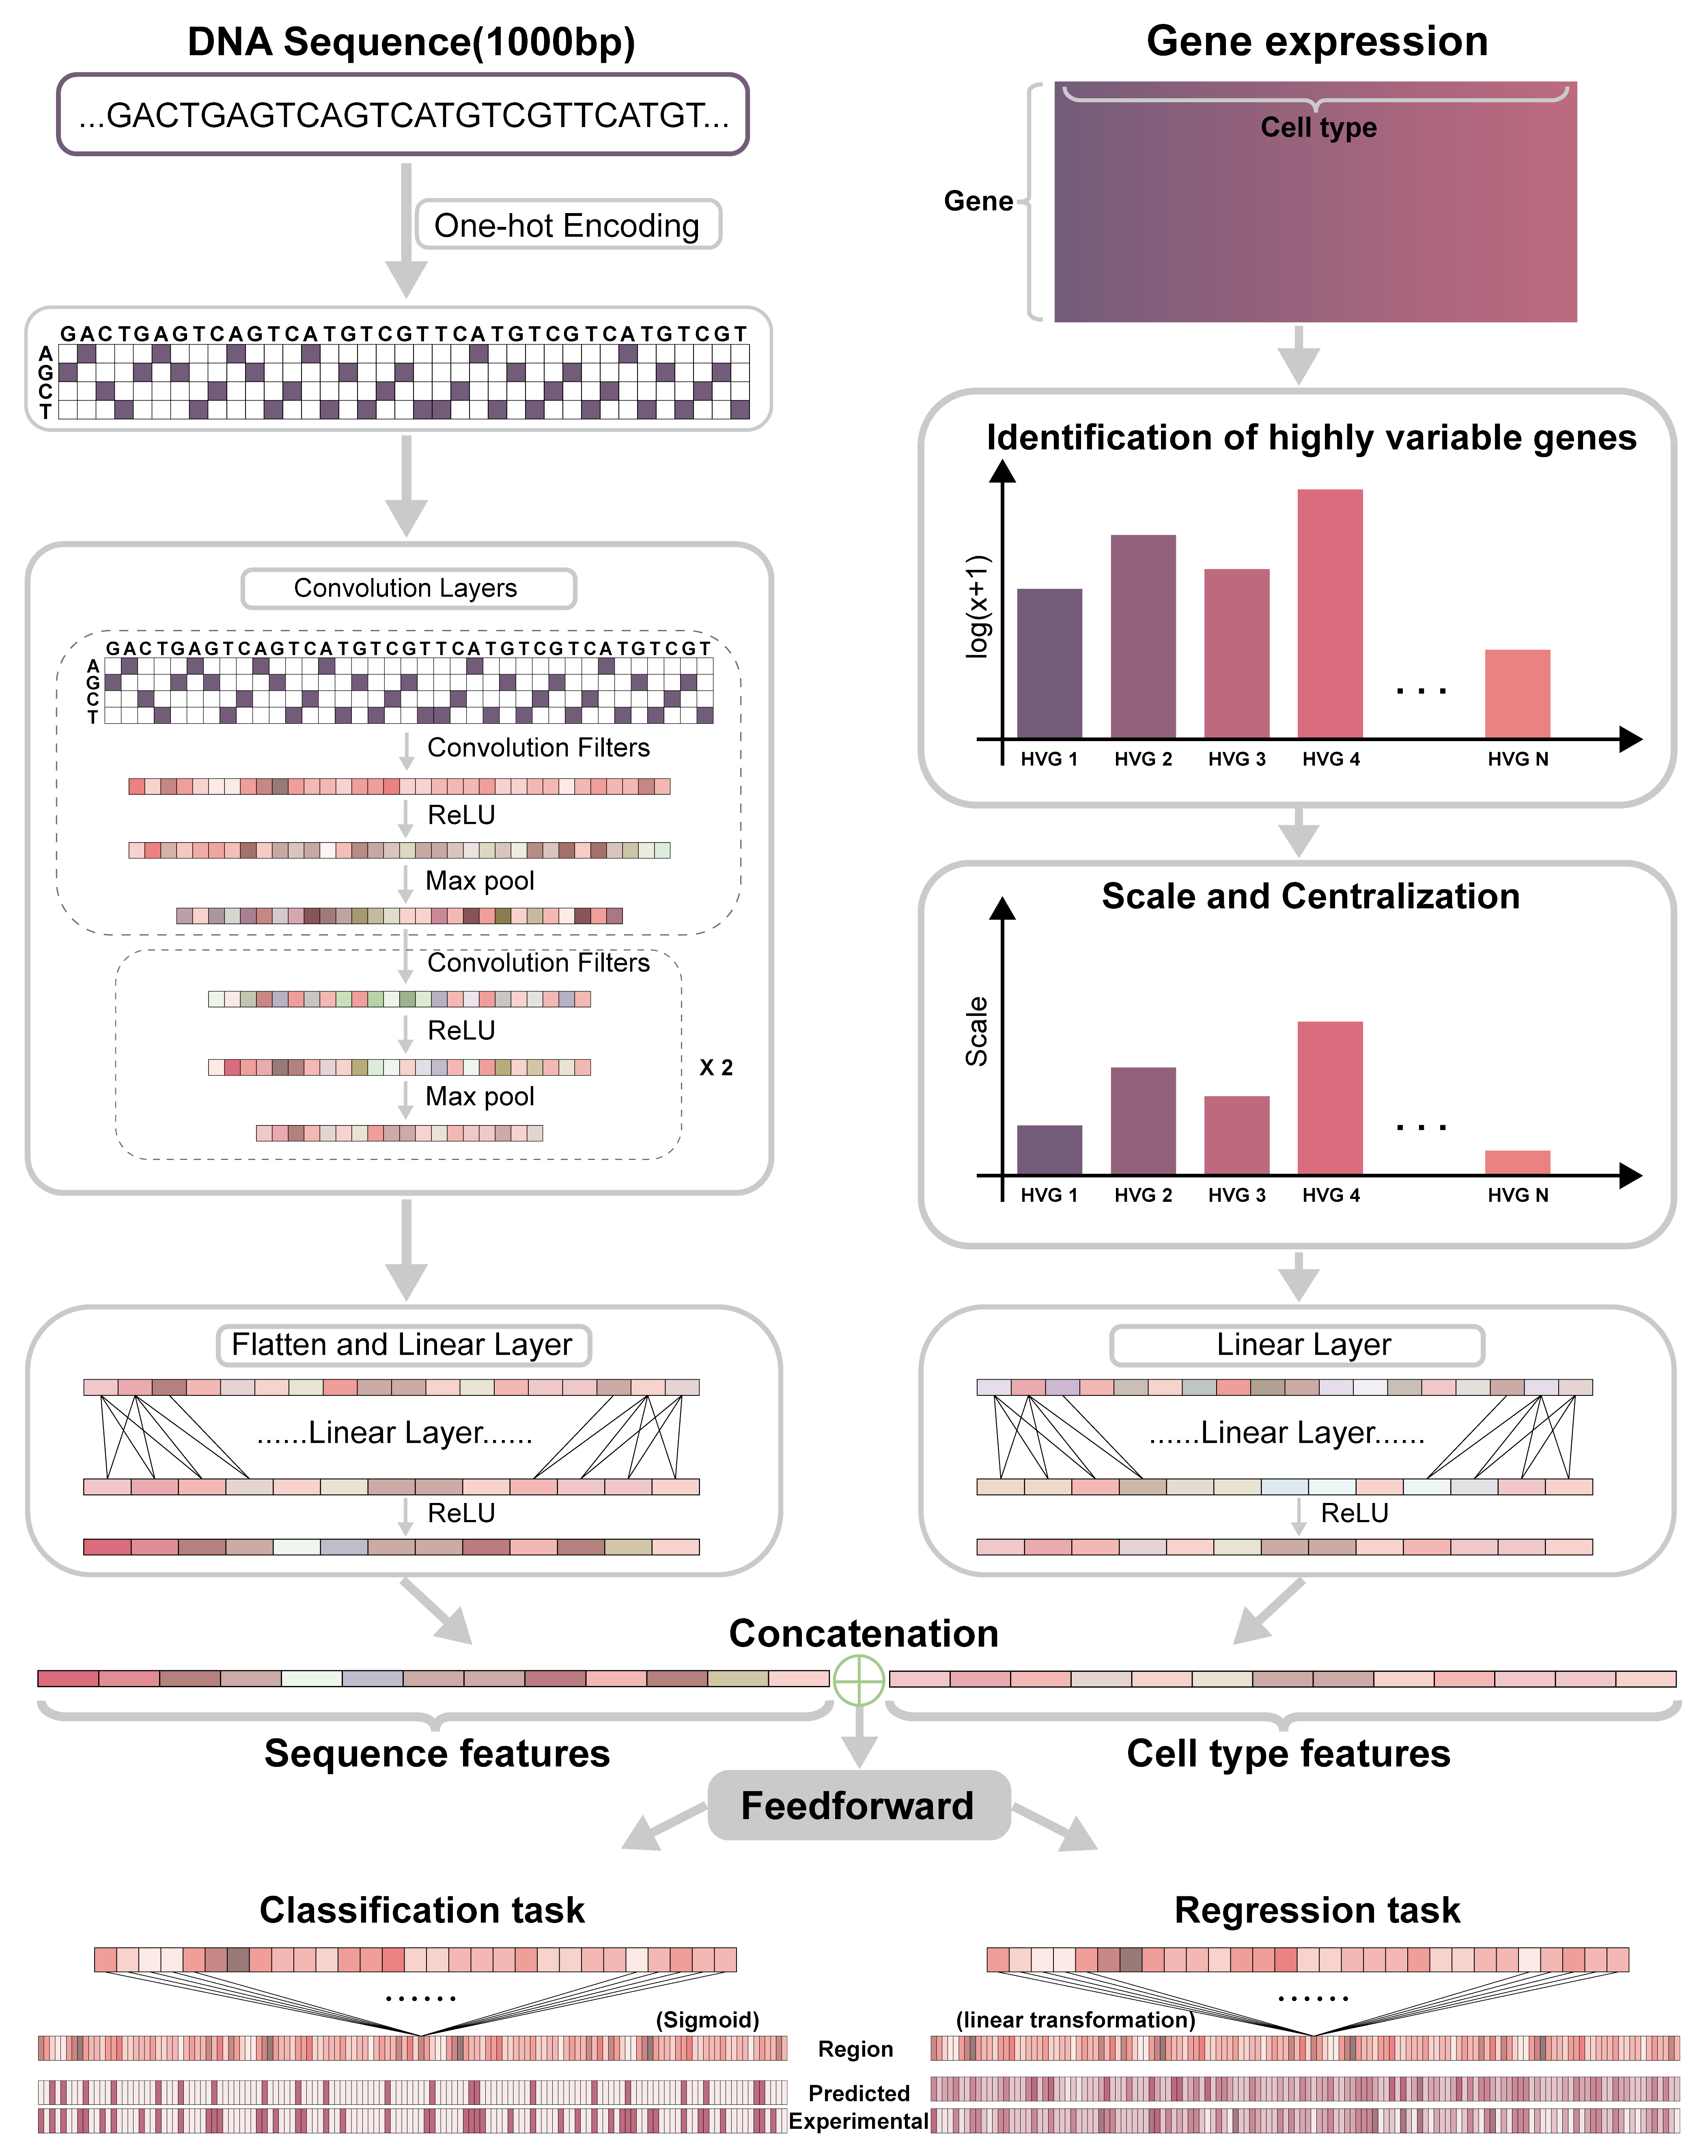 DNA Sequence(1000bp)
...GACTGAGTCAGTCATGTCGTTCATGT...
One-hot Encoding
G A C T G A G T C A G T C A T G T C G T T C A T G T C G T C A T G T C G T
A
G
C
T
Convolution Layers
G A C T G A G T C A G T C A T G T C G T T C A T G T C G T C A T G T C G T
A
G
C
T
Convolution Filters
ReLU
Max pool
Convolution Filters
ReLU
Max pool
X 2
Flatten and Linear Layer
......Linear Layer......
ReLU
Gene expression
Cell type
Gene
Identification of highly variable genes
log(x+1)
. . .
HVG 1 HVG 2 HVG 3 HVG 4 HVG N
Scale and Centralization
Scale
. . .
HVG 1 HVG 2 HVG 3 HVG 4 HVG N
Linear Layer
......Linear Layer......
ReLU
Concatenation
Sequence features
Cell type features
Feedforward
Classification task
......
(Sigmoid)
Regression task
......
(linear transformation)
Region
Predicted
Experimental